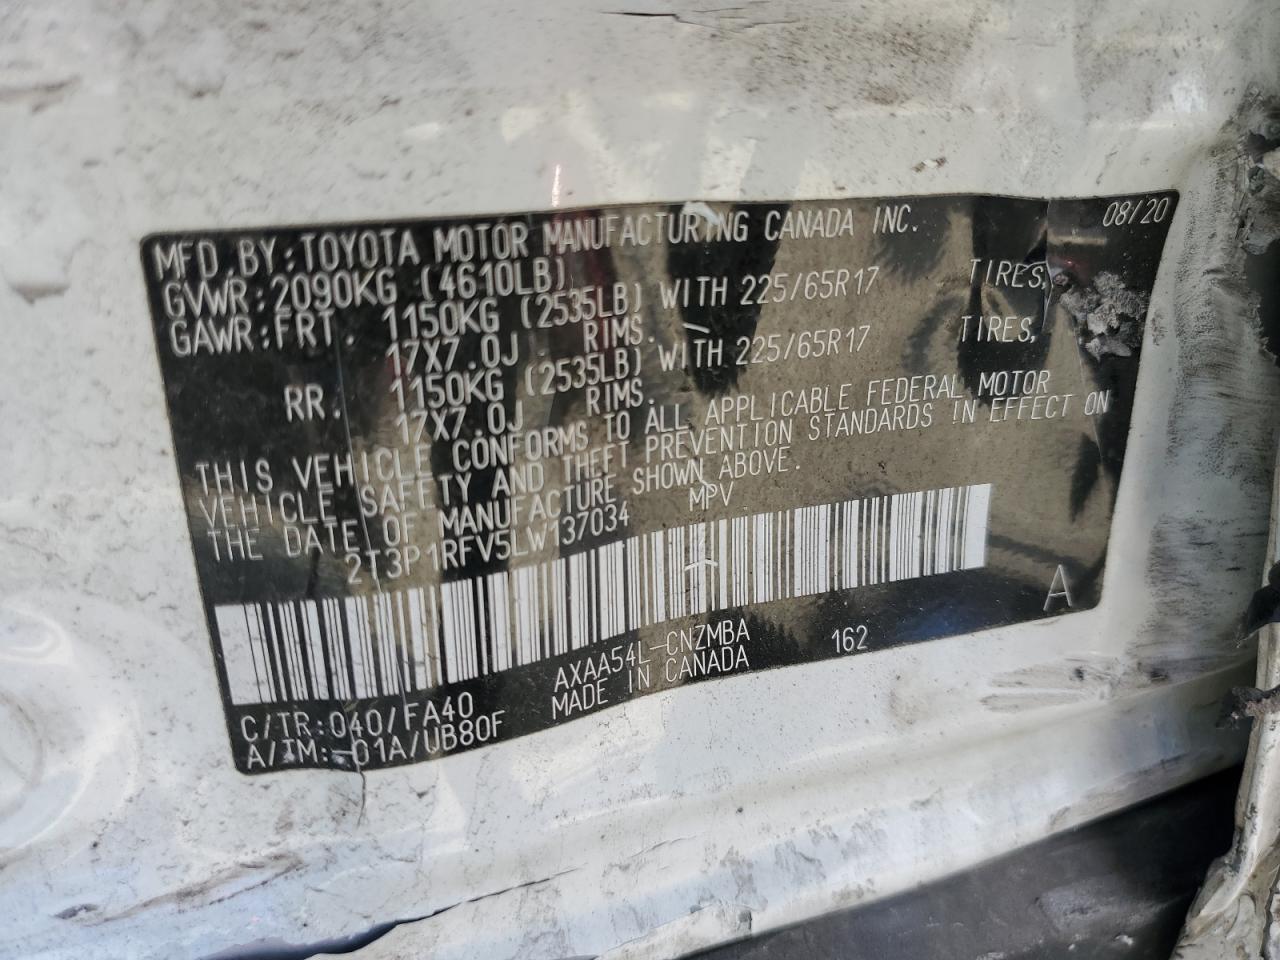 MFD.BY:TOYOTA MOTOR MANUFACTURING CANADA INC. 08/20
GVWR:2090KG (4610LB)
GAWR:FRT. 1150KG (2535LB) WITH 225/65R17 TIRES,
17X7.0J RIMS.
RR. 1150KG (2535LB) WITH 225/65R17 TIRES,
17X7.0J RIMS.
THIS VEHICLE CONFORMS TO ALL APPLICABLE FEDERAL MOTOR
VEHICLE SAFETY AND THEFT PREVENTION STANDARDS IN EFFECT ON
THE DATE OF MANUFACTURE SHOWN ABOVE.
2T3P1RFV5LW137034 MPV
A
C/TR:040/FA40 AXAA54L-CNZMBA 162
A/TM:-01A/UB80F MADE IN CANADA